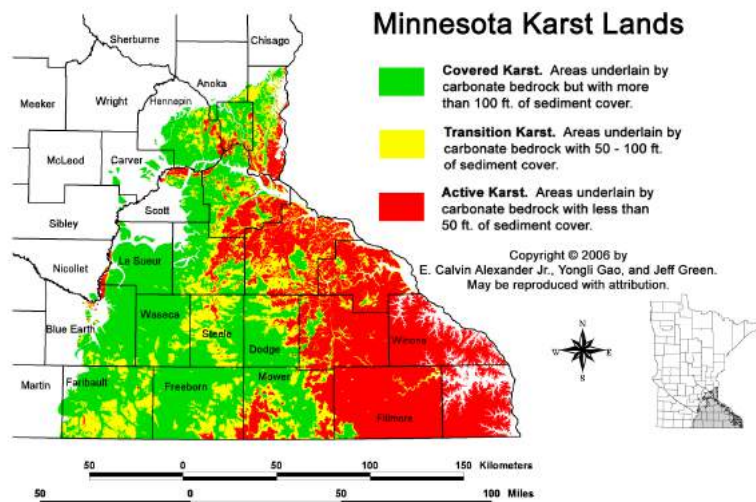 Minnesota Karst Lands
Covered Karst. Areas underlain by
carbonate bedrock but with more
than 100 ft. of sediment cover.
Transition Karst. Areas underlain by
carbonate bedrock with 50 - 100 ft.
of sediment cover.
Active Karst. Areas underlain by
carbonate bedrock with less than
50 ft. of sediment cover.
Copyright © 2006 by
E. Calvin Alexander Jr., Yongli Gao, and Jeff Green.
May be reproduced with attribution.
N
W
E
S
Sherburne
Chisago
Anoka
Meeker
Wright
Hennepin
McLeod
Carver
Scott
Sibley
Le Sueur
Nicollet
Waseca
Blue Earth
Steele
Dodge
Winona
Martin
Faribault
Freeborn
Mower
Fillmore
50 0 50 100 150 Kilometers
50 0 50 100 Miles